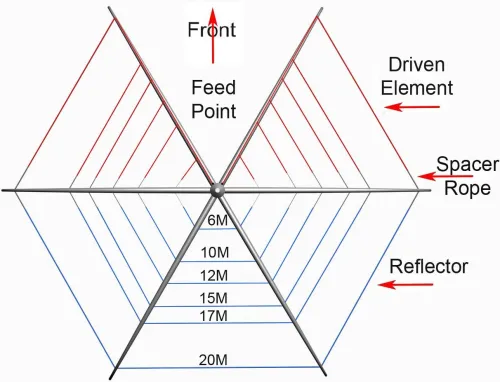 Front
Feed
Point
Driven
Element
Spacer
Rope
6M
10M
12M
Reflector
15M
17M
20M